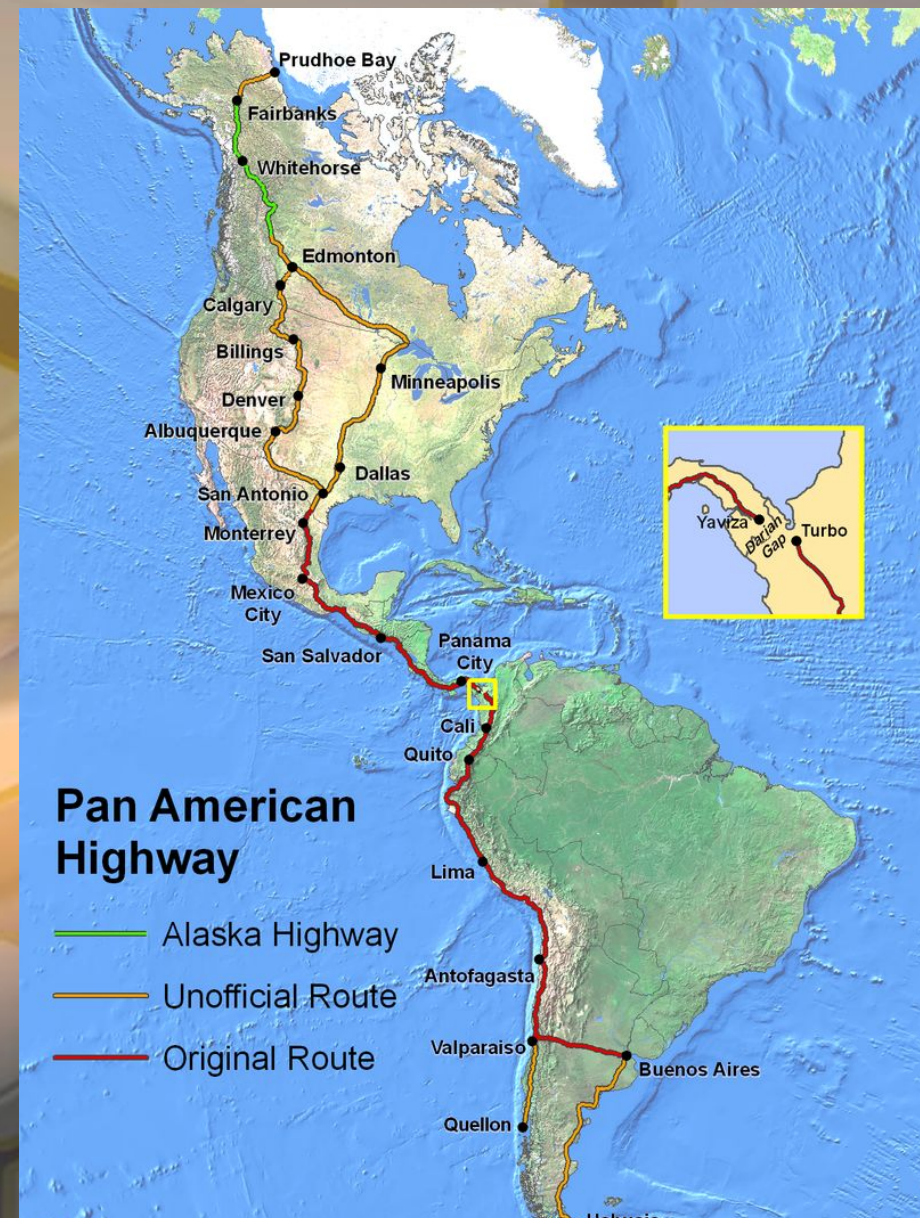 Prudhoe Bay
Fairbanks
Whitehorse
Edmonton
Calgary
Billings
Minneapolis
Denver
Albuquerque
Dallas
San Antonio
Monterrey
Mexico
City
San Salvador
Panama
City
Yaviza
Darian
Gap
Turbo
Cali
Quito
Pan American
Highway
Lima
Alaska Highway
Antofagasta
Unofficial Route
Valparaiso
Original Route
Buenos Aires
Quellon